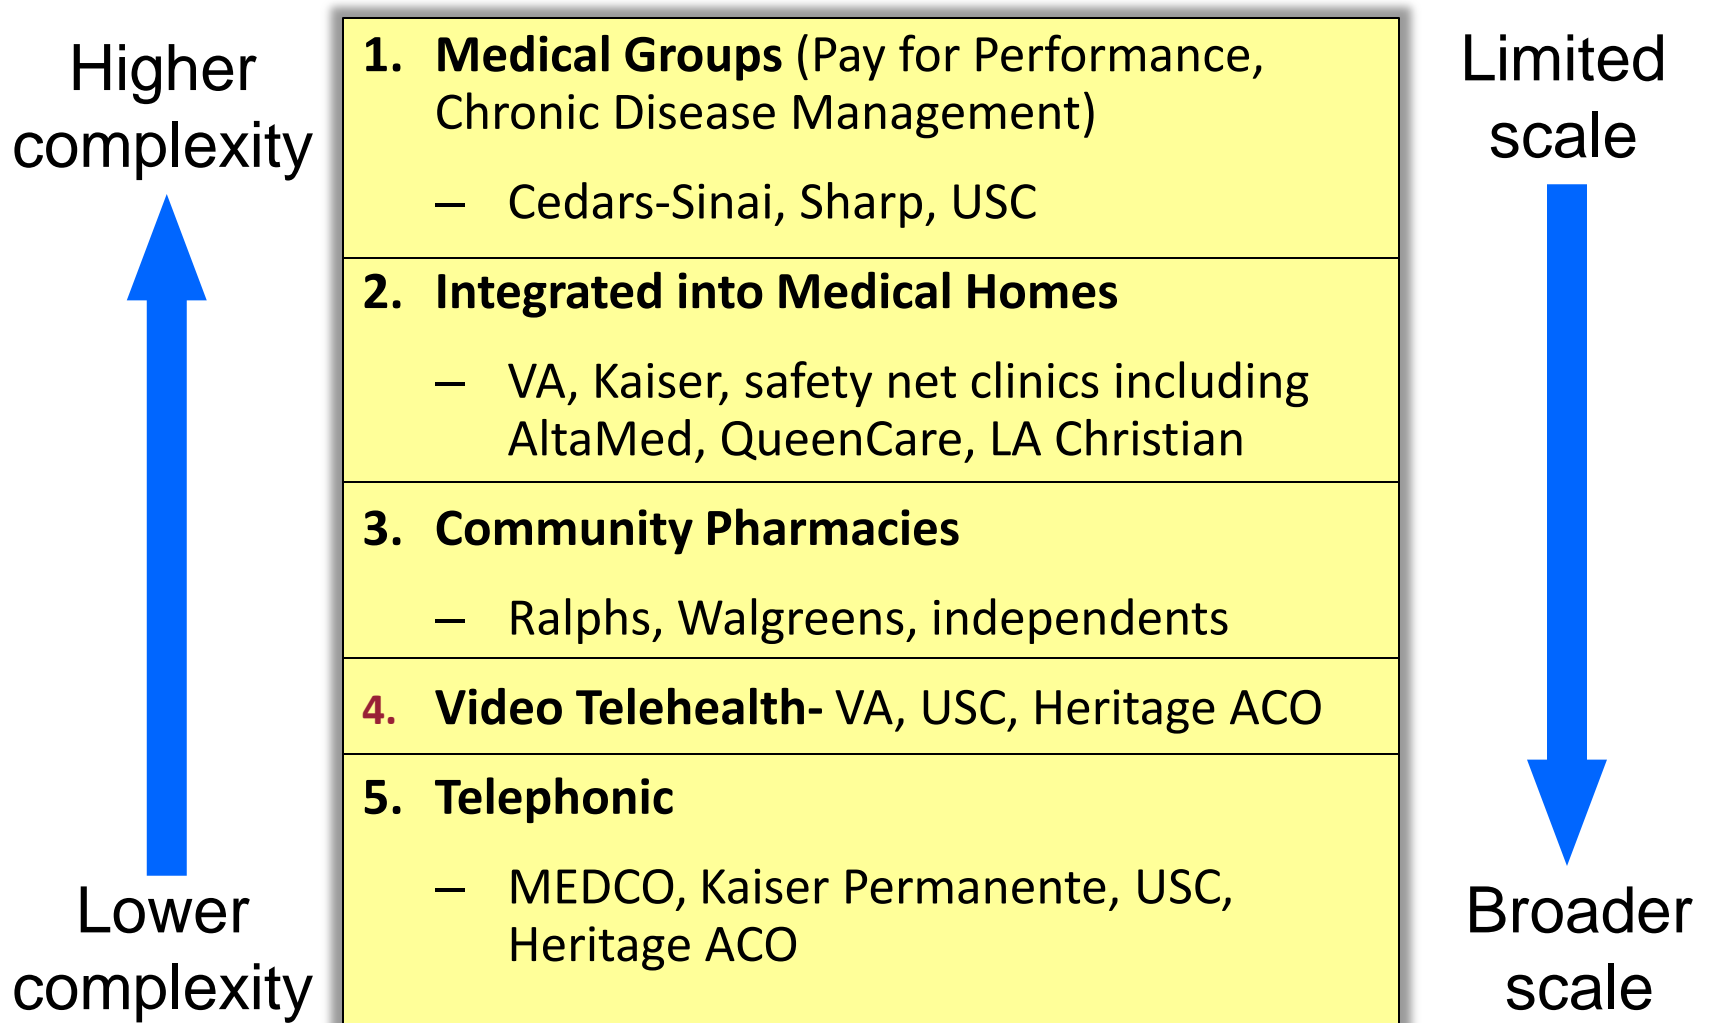 Higher
complexity
Lower
complexity
1. Medical Groups (Pay for Performance,
Chronic Disease Management)
– Cedars-Sinai, Sharp, USC
2. Integrated into Medical Homes
– VA, Kaiser, safety net clinics including
AltaMed, QueenCare, LA Christian
3. Community Pharmacies
– Ralphs, Walgreens, independents
4. Video Telehealth- VA, USC, Heritage ACO
5. Telephonic
– MEDCO, Kaiser Permanente, USC,
Heritage ACO
Limited
scale
Broader
scale